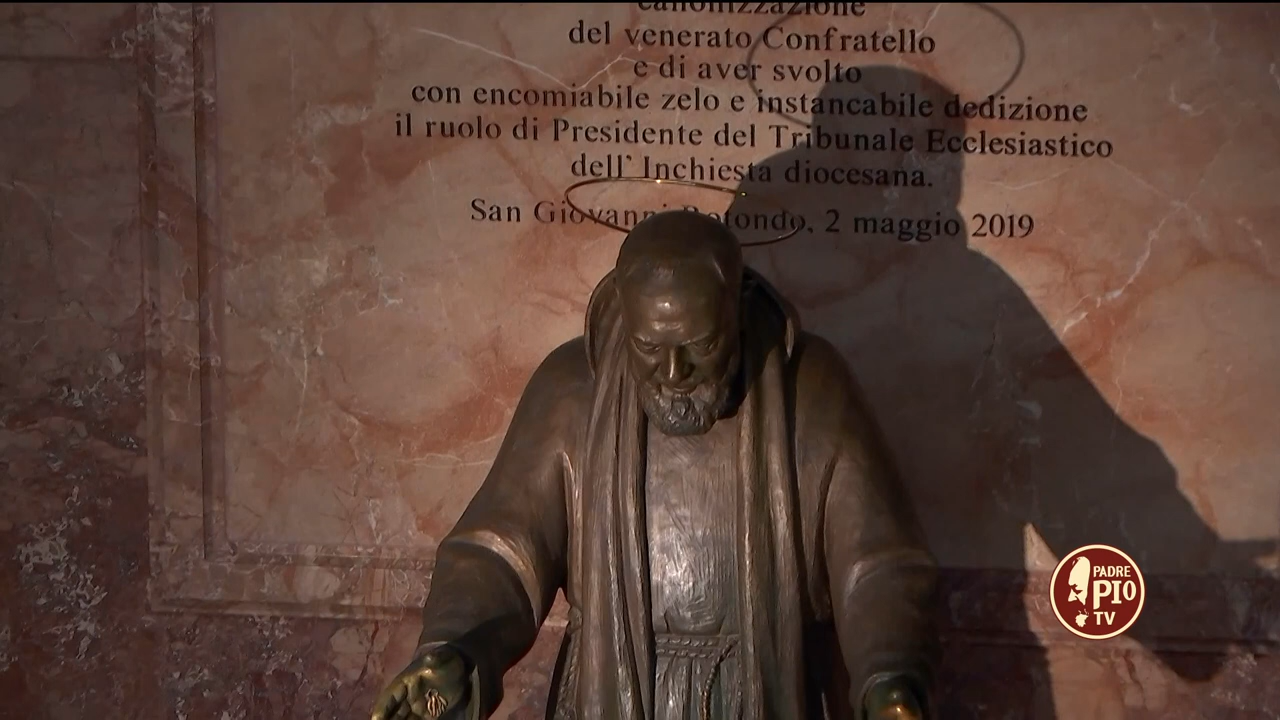 canonizzazione
del venerato Confratello
e di aver svolto
con encomiabile zelo e instancabile dedizione
il ruolo di Presidente del Tribunale Ecclesiastico
dell' Inchiesta diocesana.
San Giovanni Rotondo, 2 maggio 2019
PADRE
PIO
TV